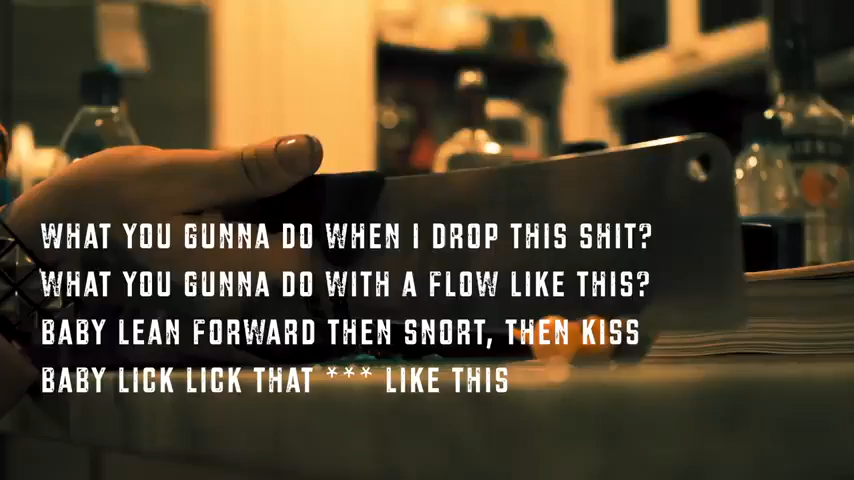 WHAT YOU GUNNA DO WHEN I DROP THIS SHIT?
WHAT YOU GUNNA DO WITH A FLOW LIKE THIS?
BABY LEAN FORWARD THEN SNORT, THEN KISS
BABY LICK LICK THAT *** LIKE THIS